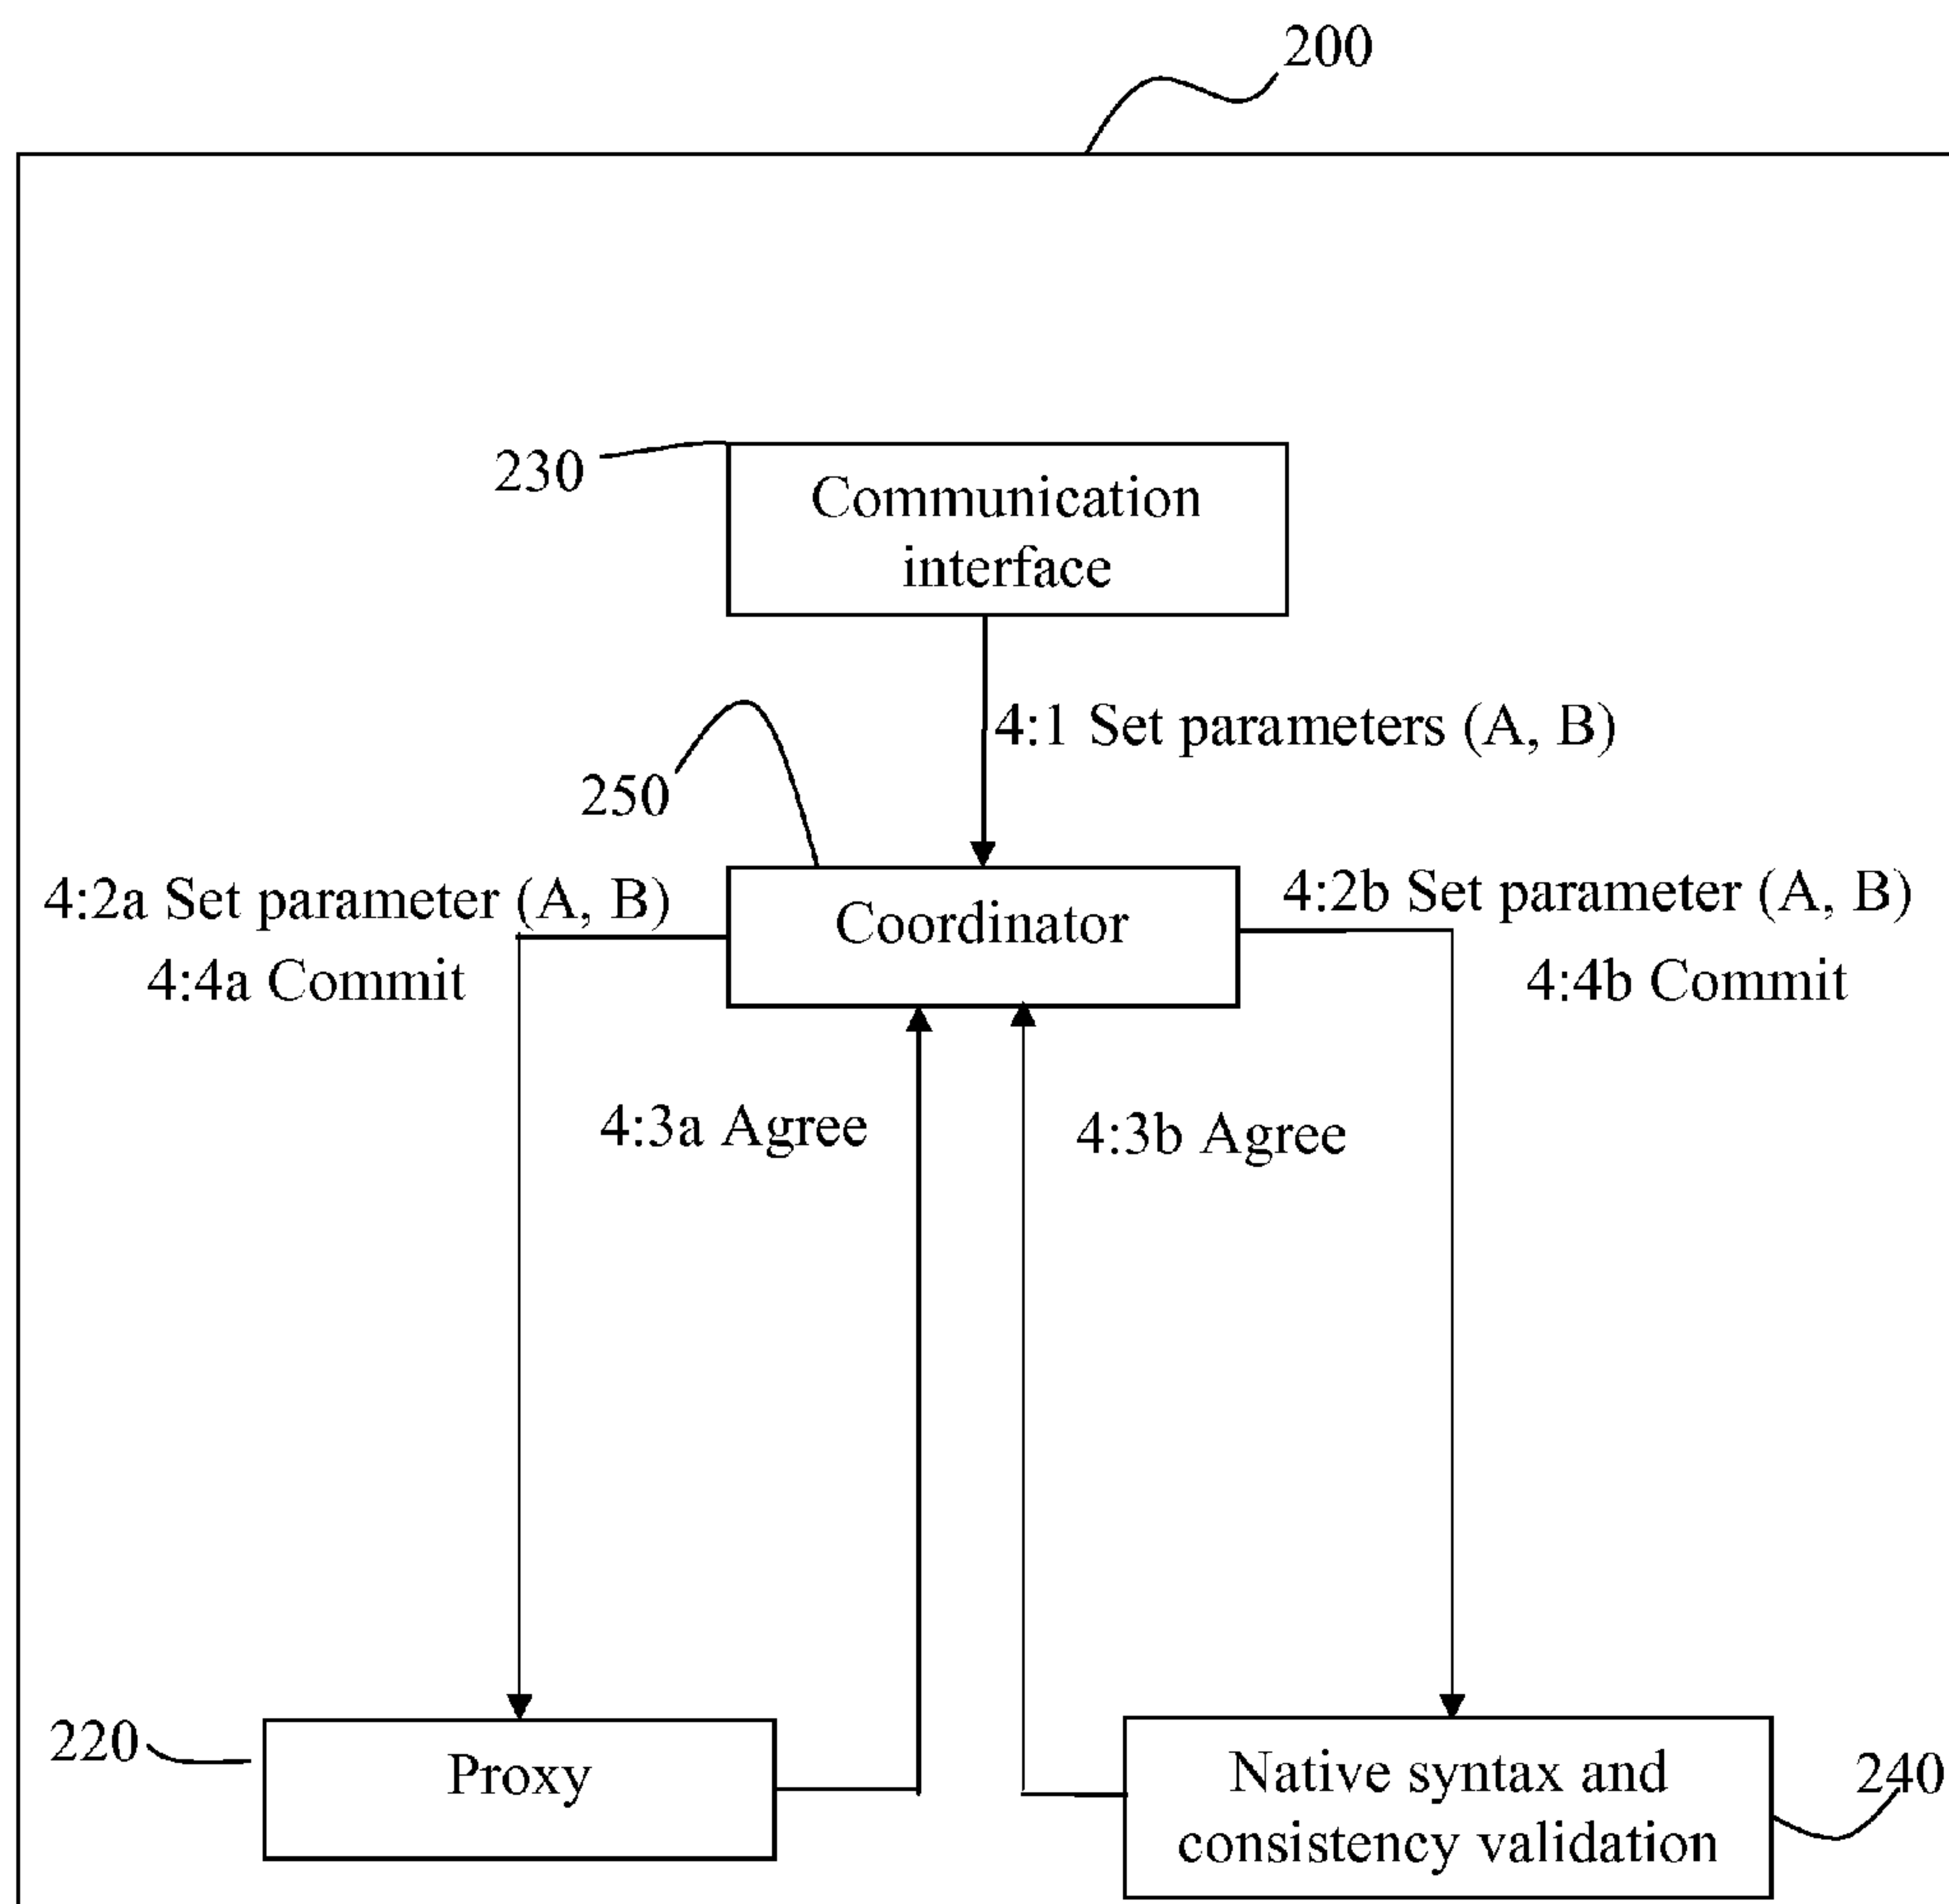 200
230
Communication
interface
4:1 Set parameters (A, B)
250
4:2a Set parameter (A, B)
4:4a Commit
Coordinator
4:2b Set parameter (A, B)
4:4b Commit
4:3a Agree
4:3b Agree
220
Proxy
Native syntax and
consistency validation
240